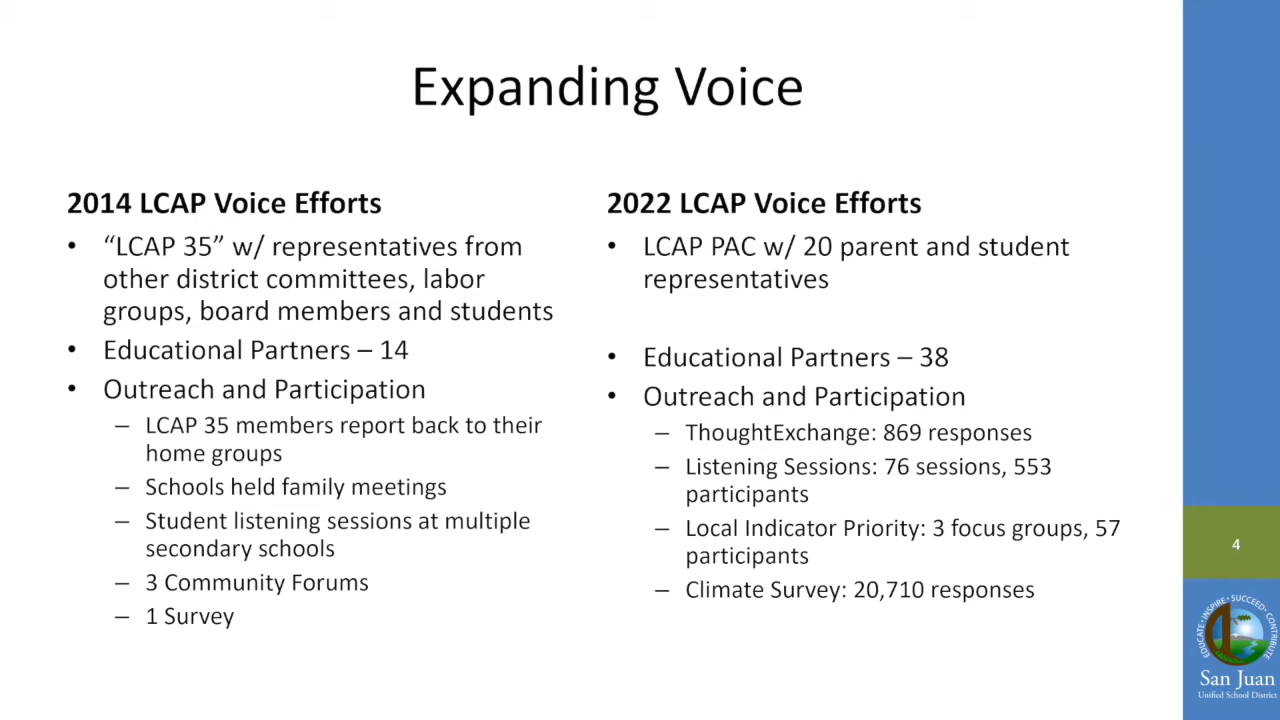 Expanding Voice
2014 LCAP Voice Efforts
• “LCAP 35” w/ representatives from
other district committees, labor
groups, board members and students
• Educational Partners – 14
• Outreach and Participation
– LCAP 35 members report back to their
home groups
– Schools held family meetings
– Student listening sessions at multiple
secondary schools
– 3 Community Forums
– 1 Survey
2022 LCAP Voice Efforts
• LCAP PAC w/ 20 parent and student
representatives
• Educational Partners – 38
• Outreach and Participation
– ThoughtExchange: 869 responses
– Listening Sessions: 76 sessions, 553
participants
– Local Indicator Priority: 3 focus groups, 57
participants
– Climate Survey: 20,710 responses
4
EDUCATE • INSPIRE • SUCCEED • CONTRIBUTE
San Juan
Unified School District